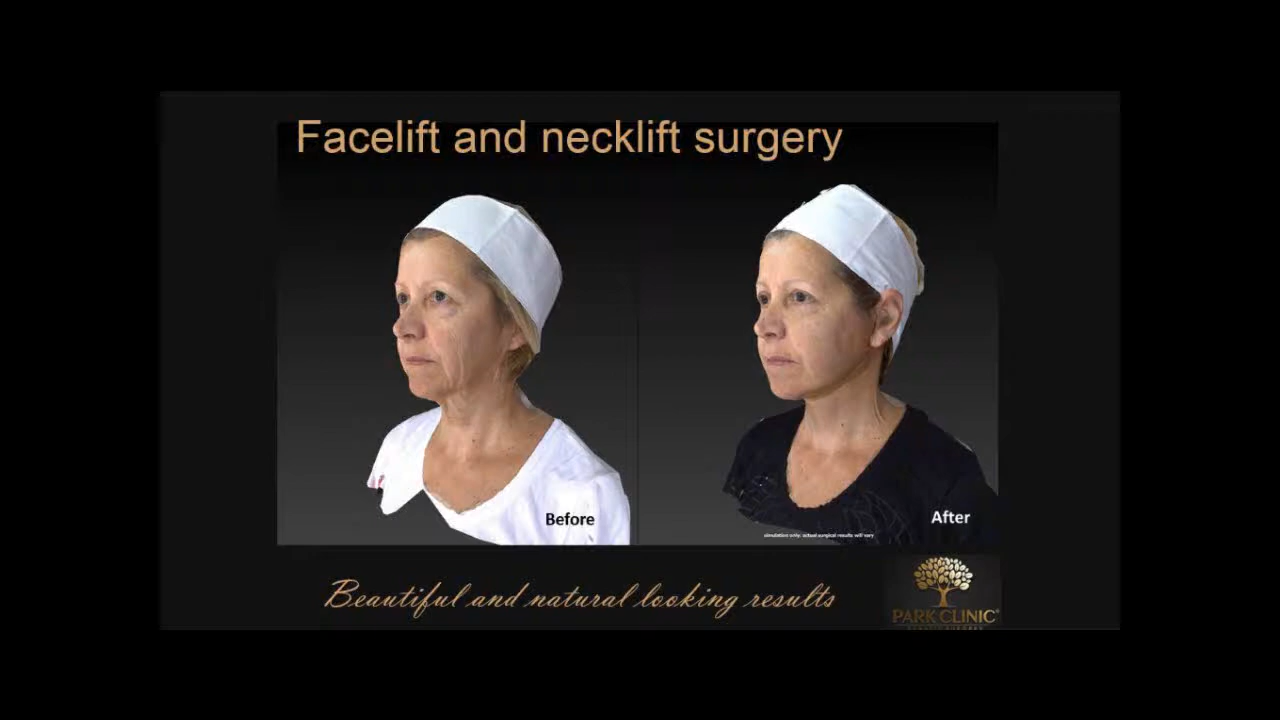 Facelift and necklift surgery
Before
After
simulation only: actual surgical results will vary
Beautiful and natural looking results
PARK CLINIC®